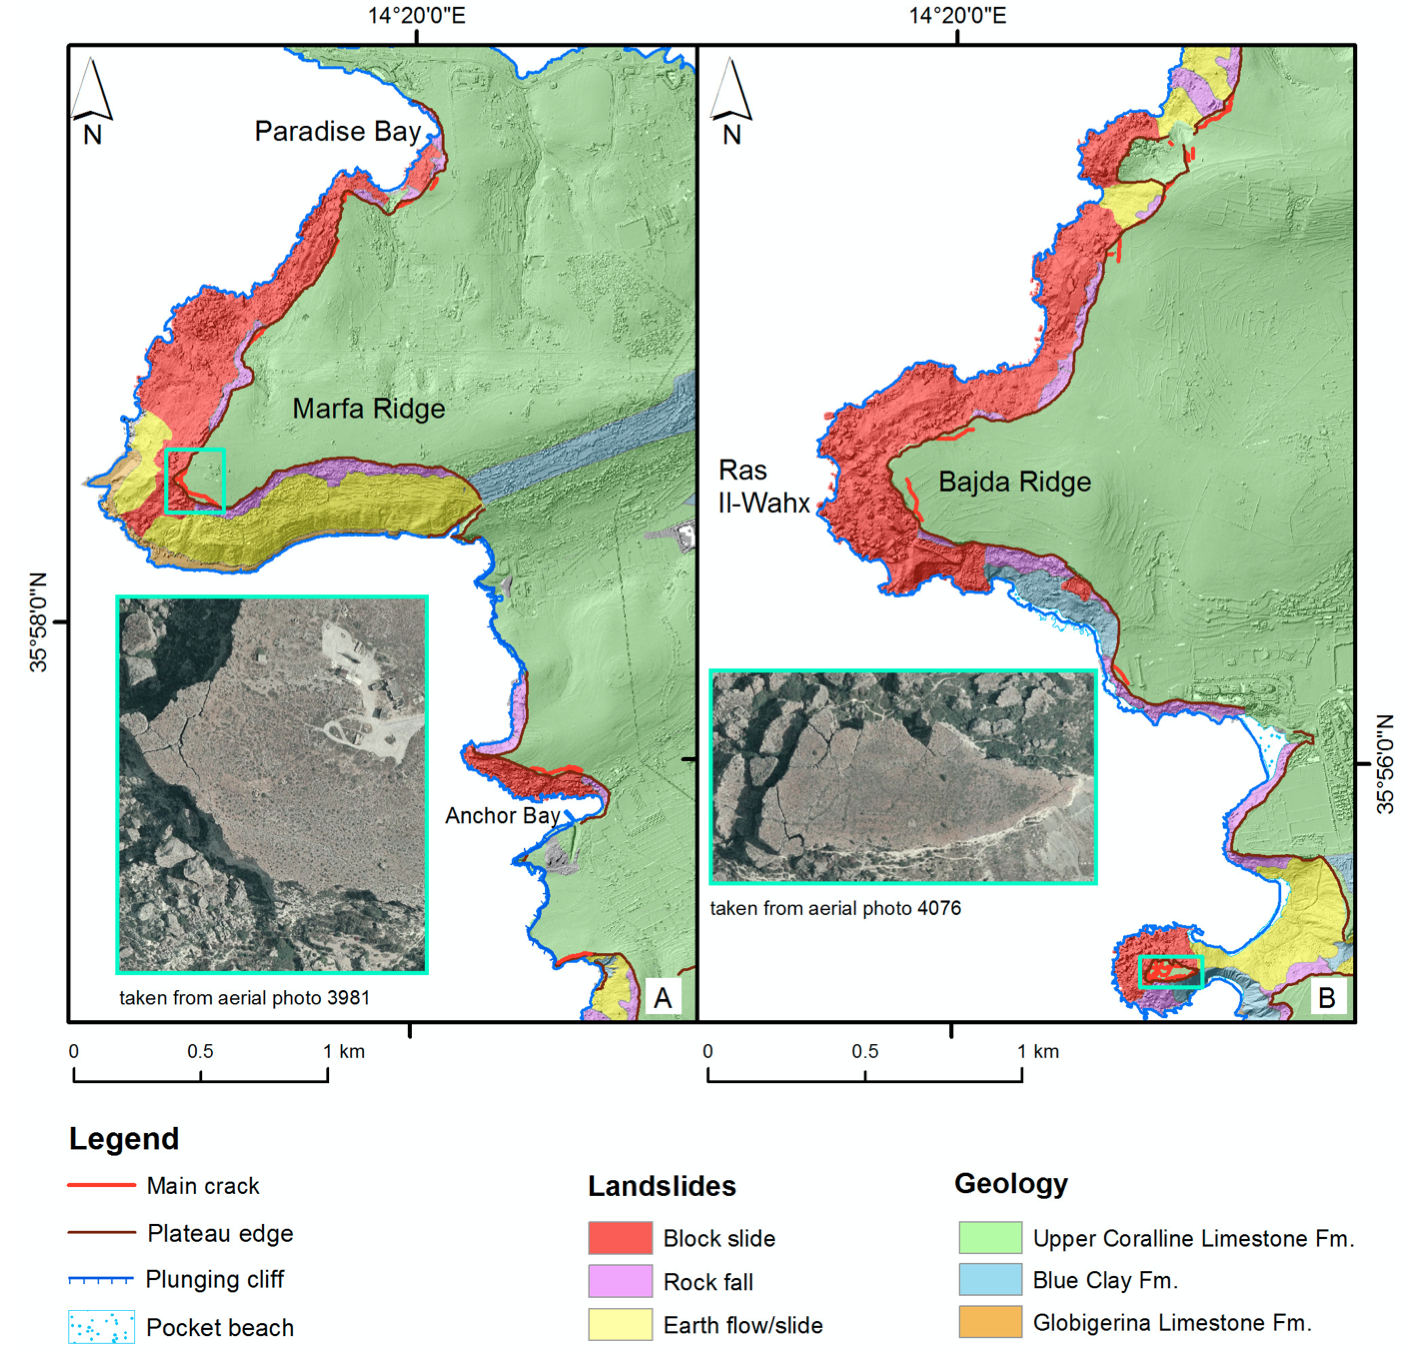 14°20'0"E
14°20'0"E
N
Paradise Bay
Marfa Ridge
Anchor Bay
35°58'0"N
taken from aerial photo 3981
A
N
Ras
Il-Wahx
Bajda Ridge
35°56'0"N
taken from aerial photo 4076
B
0 0.5 1 km
0 0.5 1 km
Legend
Main crack
Plateau edge
Plunging cliff
Pocket beach
Landslides
Block slide
Rock fall
Earth flow/slide
Geology
Upper Coralline Limestone Fm.
Blue Clay Fm.
Globigerina Limestone Fm.